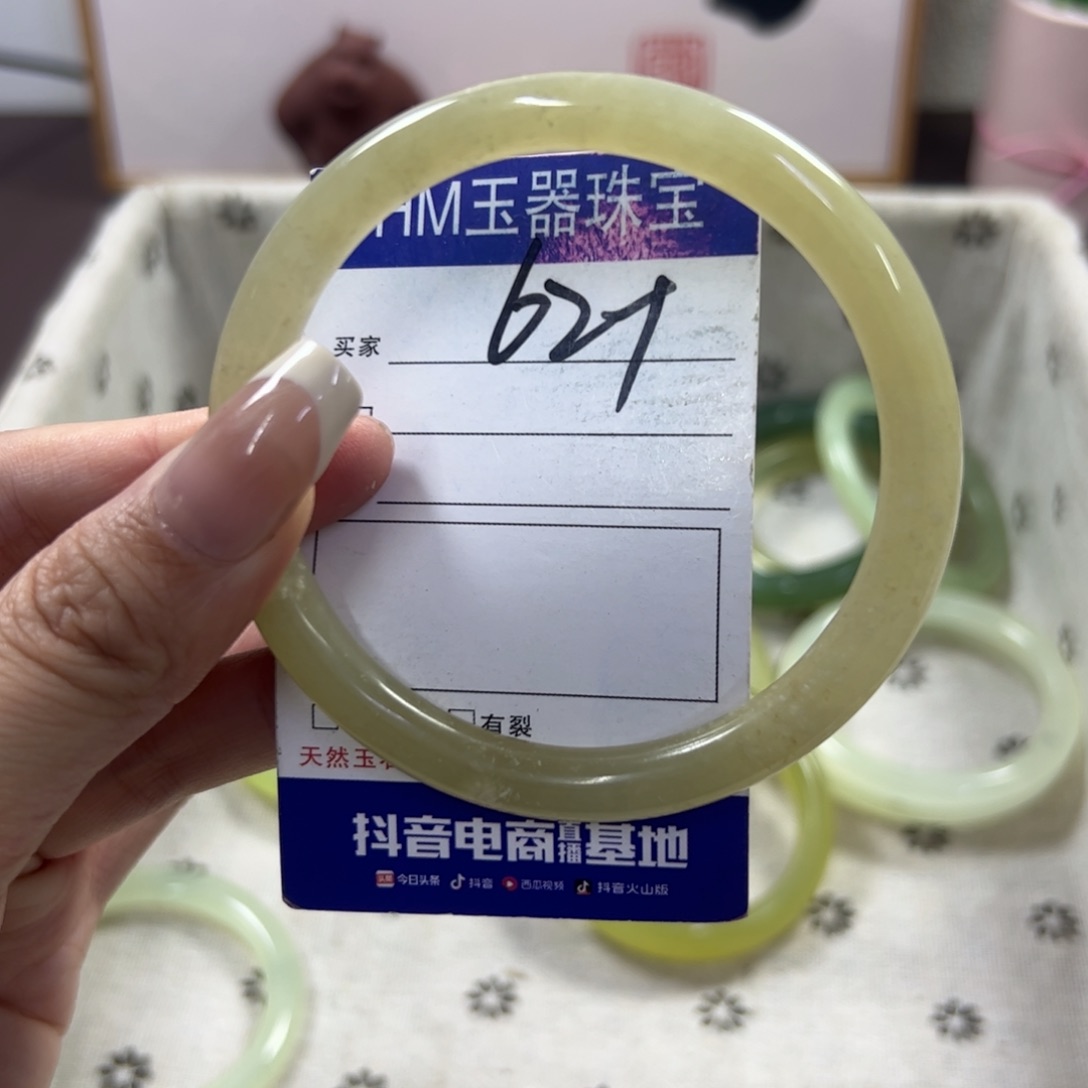 HM玉器珠宝
买家
有裂
天然玉石
抖音电商直播基地
今日头条 抖音 西瓜视频 抖音火山版